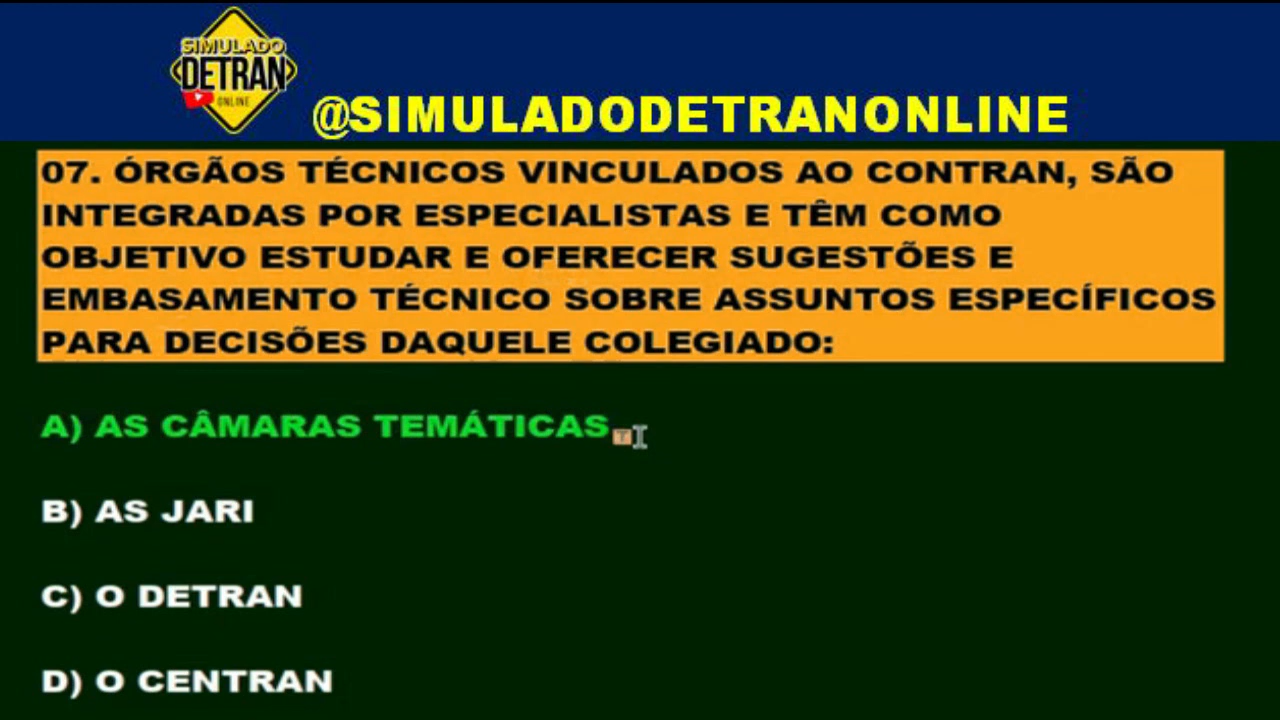 SIMULADO
DETRAN
ONLINE
@SIMULADODETRANONLINE
07. ÓRGÃOS TÉCNICOS VINCULADOS AO CONTRAN, SÃO
INTEGRADAS POR ESPECIALISTAS E TÊM COMO
OBJETIVO ESTUDAR E OFERECER SUGESTÕES E
EMBASAMENTO TÉCNICO SOBRE ASSUNTOS ESPECÍFICOS
PARA DECISÕES DAQUELE COLEGIADO:
A) AS CÂMARAS TEMÁTICAS
B) AS JARI
C) O DETRAN
D) O CENTRAN